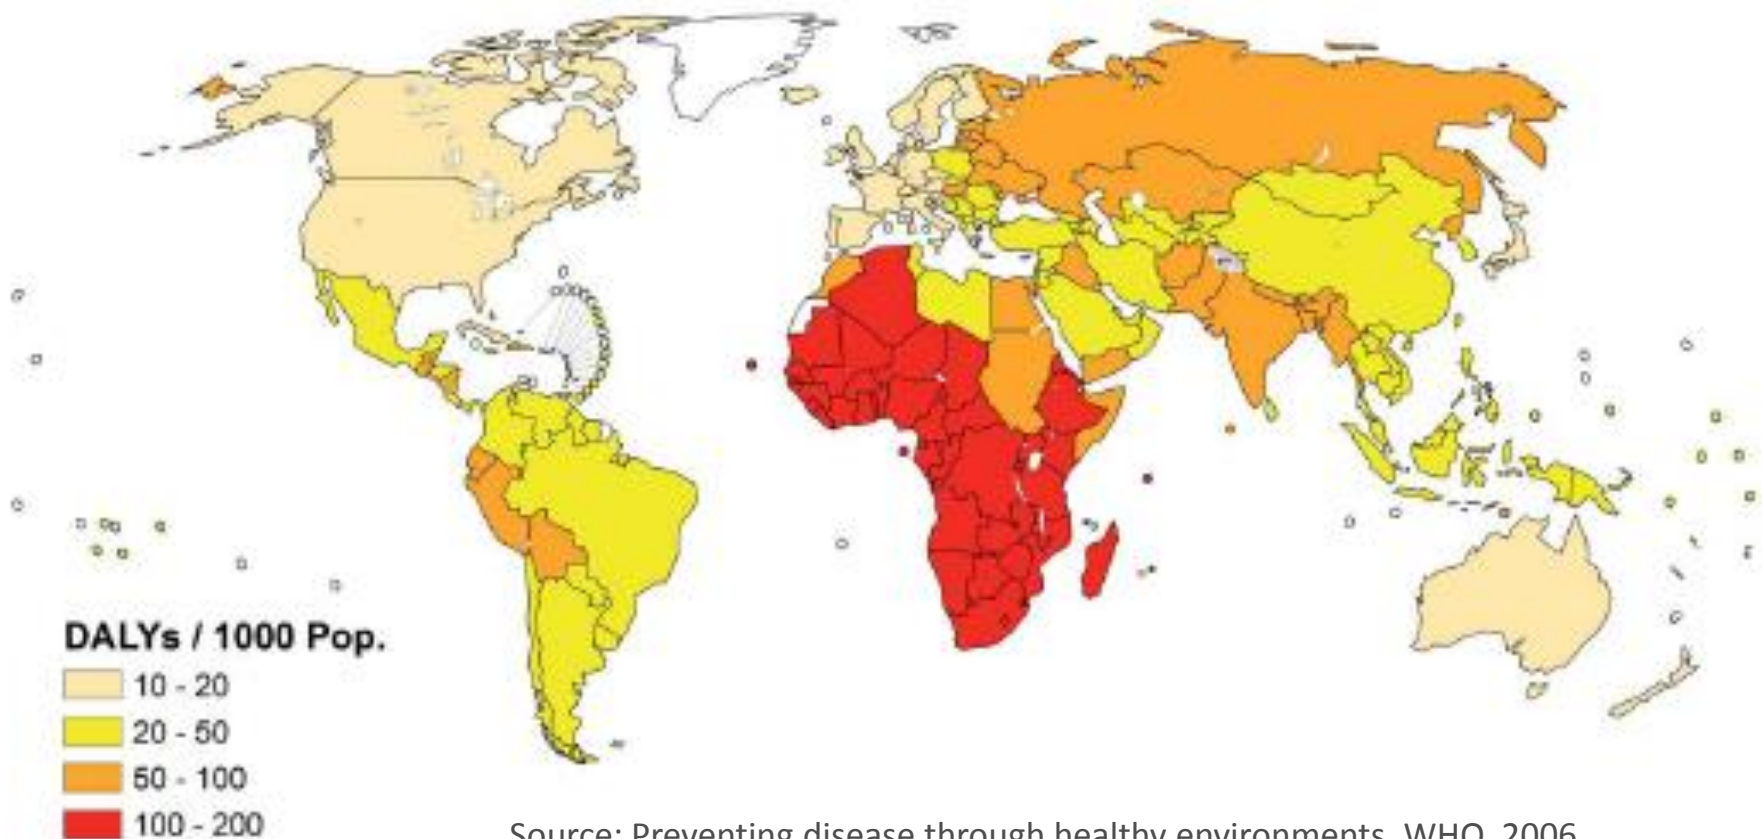 DALYs / 1000 Pop.
10 - 20
20 - 50
50 - 100
100 - 200
Source: Preventing disease through healthy environments, WHO, 2006